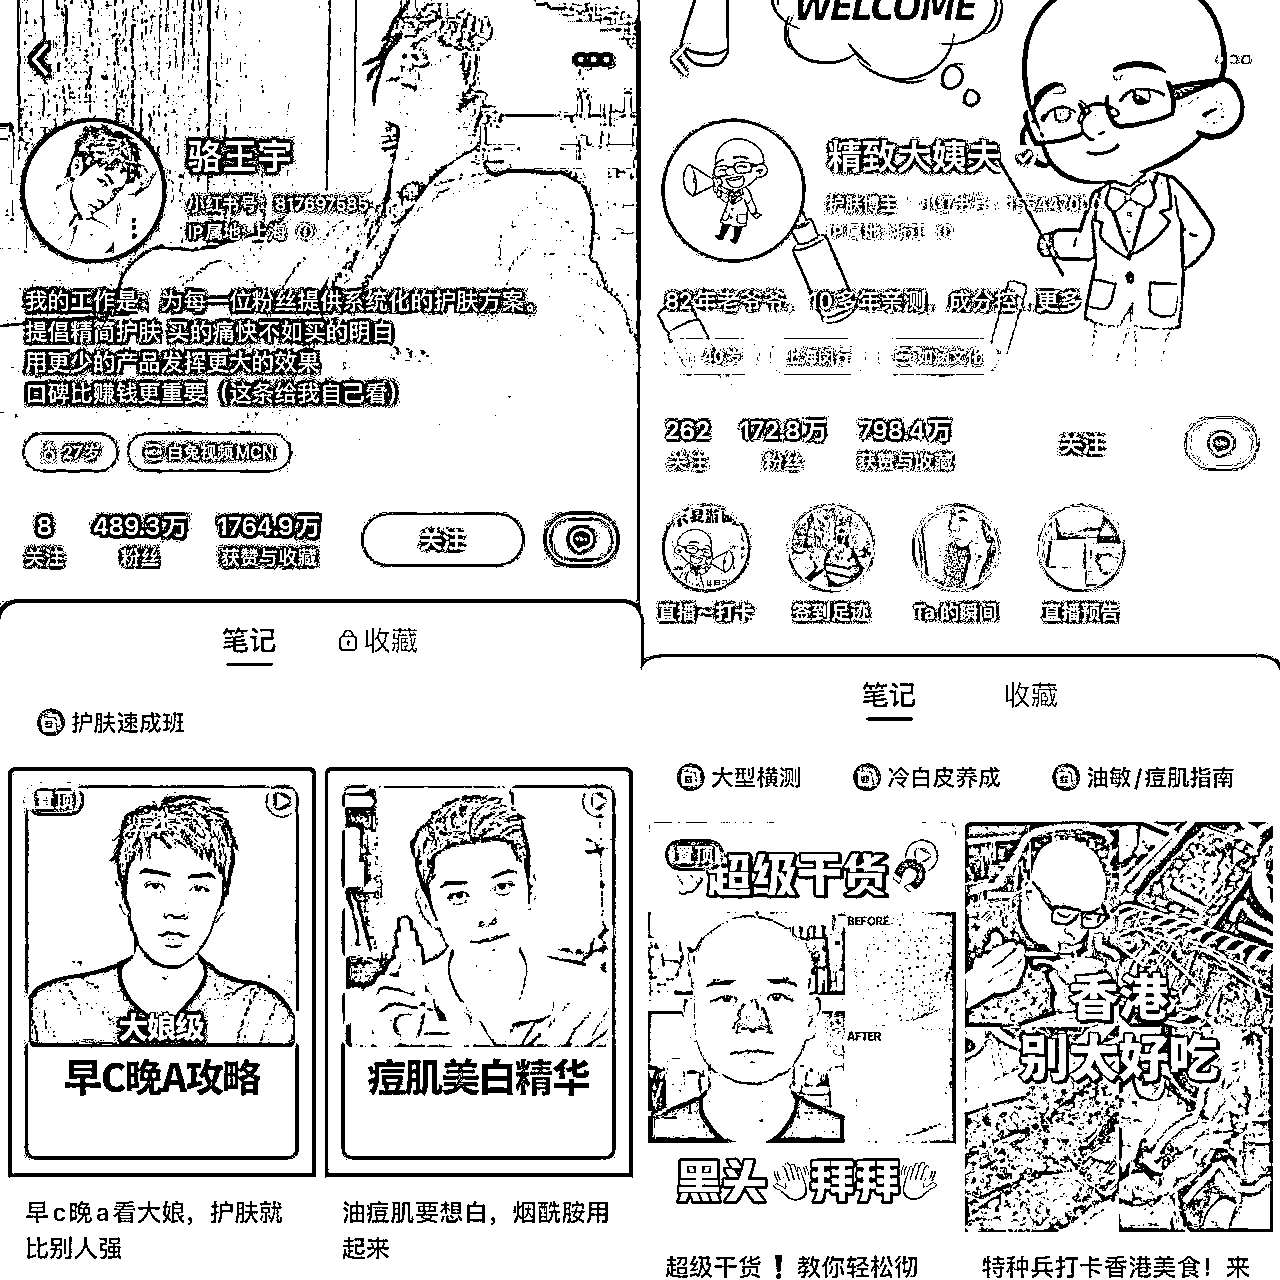 骆王宇
小红书号：817697685
IP属地：上海
我的工作是：为每一位粉丝提供系统化的护肤方案。
提倡精简护肤 买的痛快不如买的明白
用更少的产品发挥更大的效果
口碑比赚钱更重要（这条给我自己看）
27岁
白兔视频MCN
8
489.3万
1764.9万
关注
粉丝
获赞与收藏
关注
笔记
收藏
护肤速成班
置顶
大娘级
早C晚A攻略
痘肌美白精华
早c晚a看大娘，护肤就
比别人强
油痘肌要想白，烟酰胺用
起来
WELCOME
精致大姨夫
护肤博主
82年老爷爷，10多年亲测，成分控...更多
40岁
262
172.8万
798.4万
关注
粉丝
获赞与收藏
关注
直播~打卡
签到足迹
Ta的瞬间
直播预告
笔记
收藏
大型横测
冷白皮养成
油敏/痘肌指南
置顶
超级干货
BEFORE
AFTER
黑头
拜拜
香港
别太好吃
超级干货！教你轻松彻
特种兵打卡香港美食！来